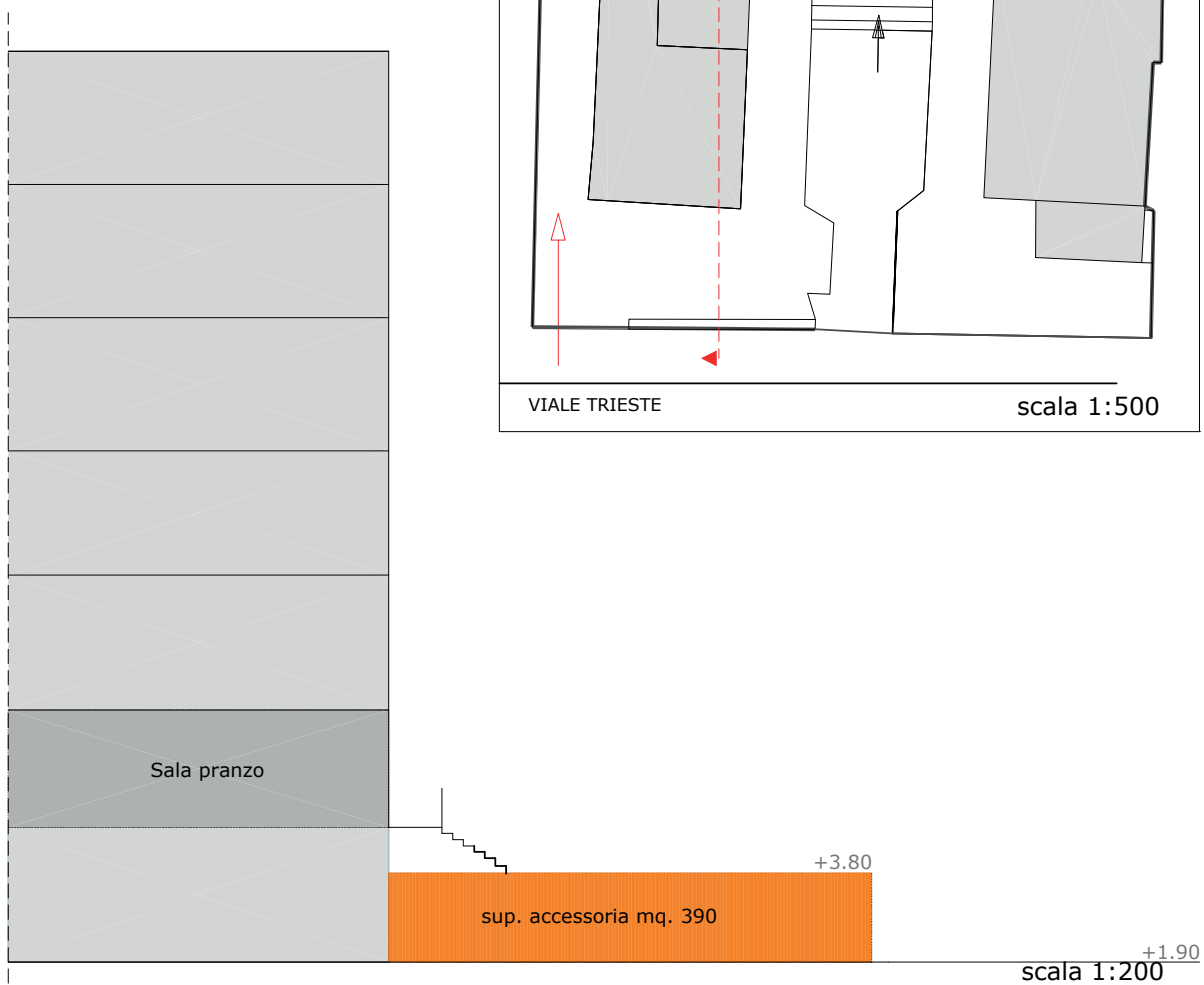 VIALE TRIESTE
scala 1:500
Sala pranzo
+3.80
sup. accessoria mq. 390
+1.90
scala 1:200